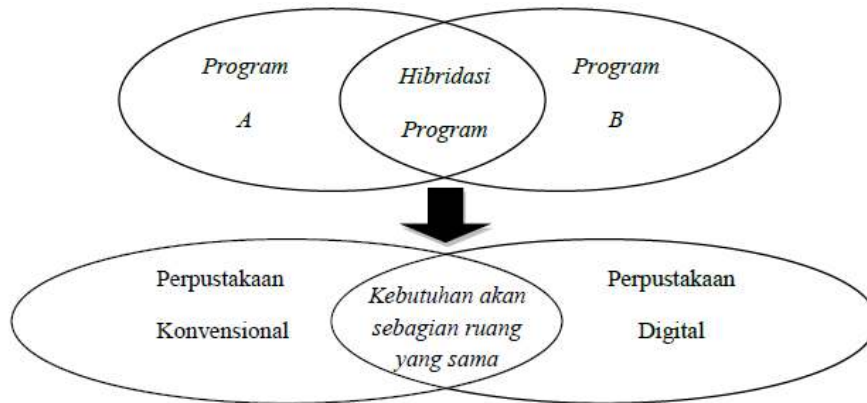 Program
A
Hibridasi
Program
Program
B
Perpustakaan
Konvensional
Kebutuhan akan
sebagian ruang
yang sama
Perpustakaan
Digital